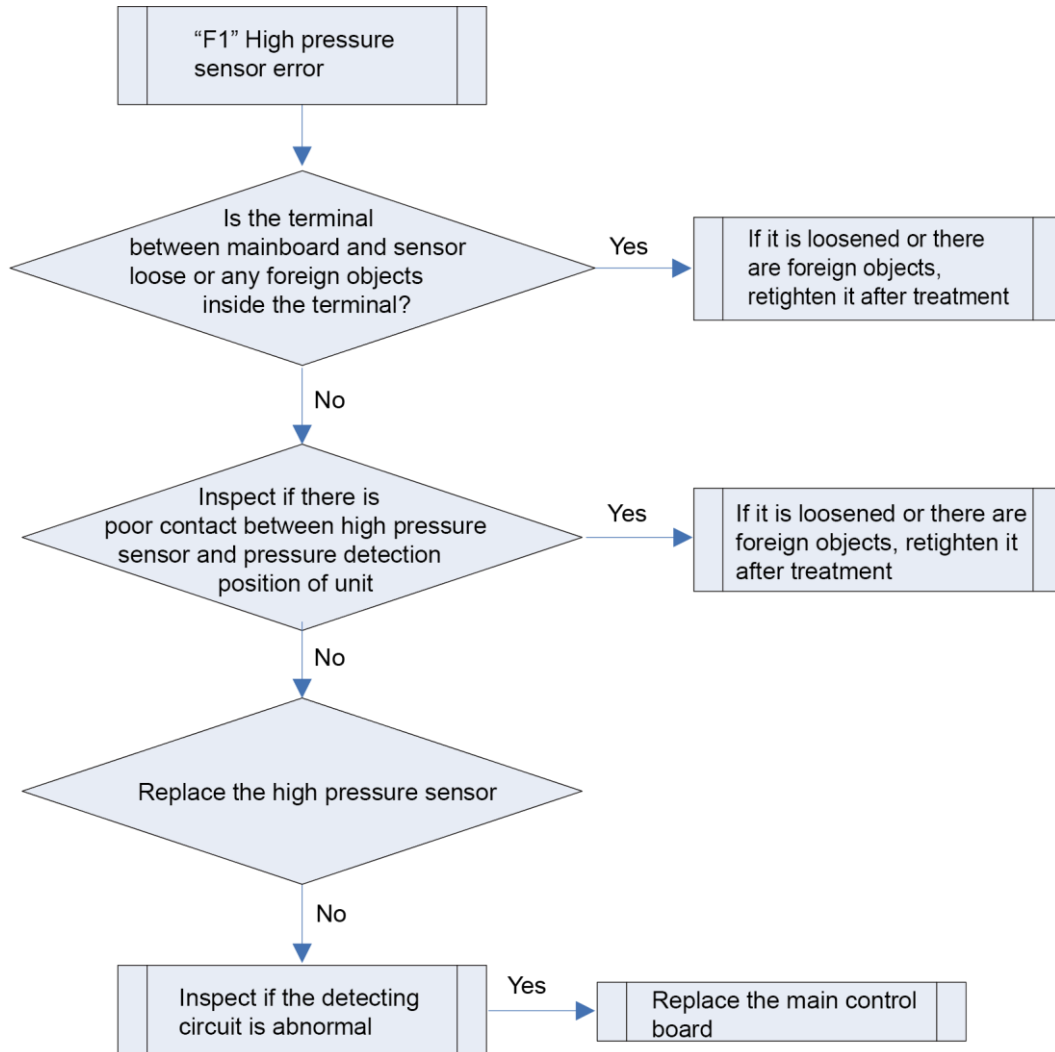 “F1” High pressure
sensor error
Is the terminal
between mainboard and sensor
loose or any foreign objects
inside the terminal?
Yes
If it is loosened or there
are foreign objects,
retighten it after treatment
No
Inspect if there is
poor contact between high pressure
sensor and pressure detection
position of unit
Yes
If it is loosened or there are
foreign objects, retighten it
after treatment
No
Replace the high pressure sensor
No
Inspect if the detecting
circuit is abnormal
Yes
Replace the main control
board